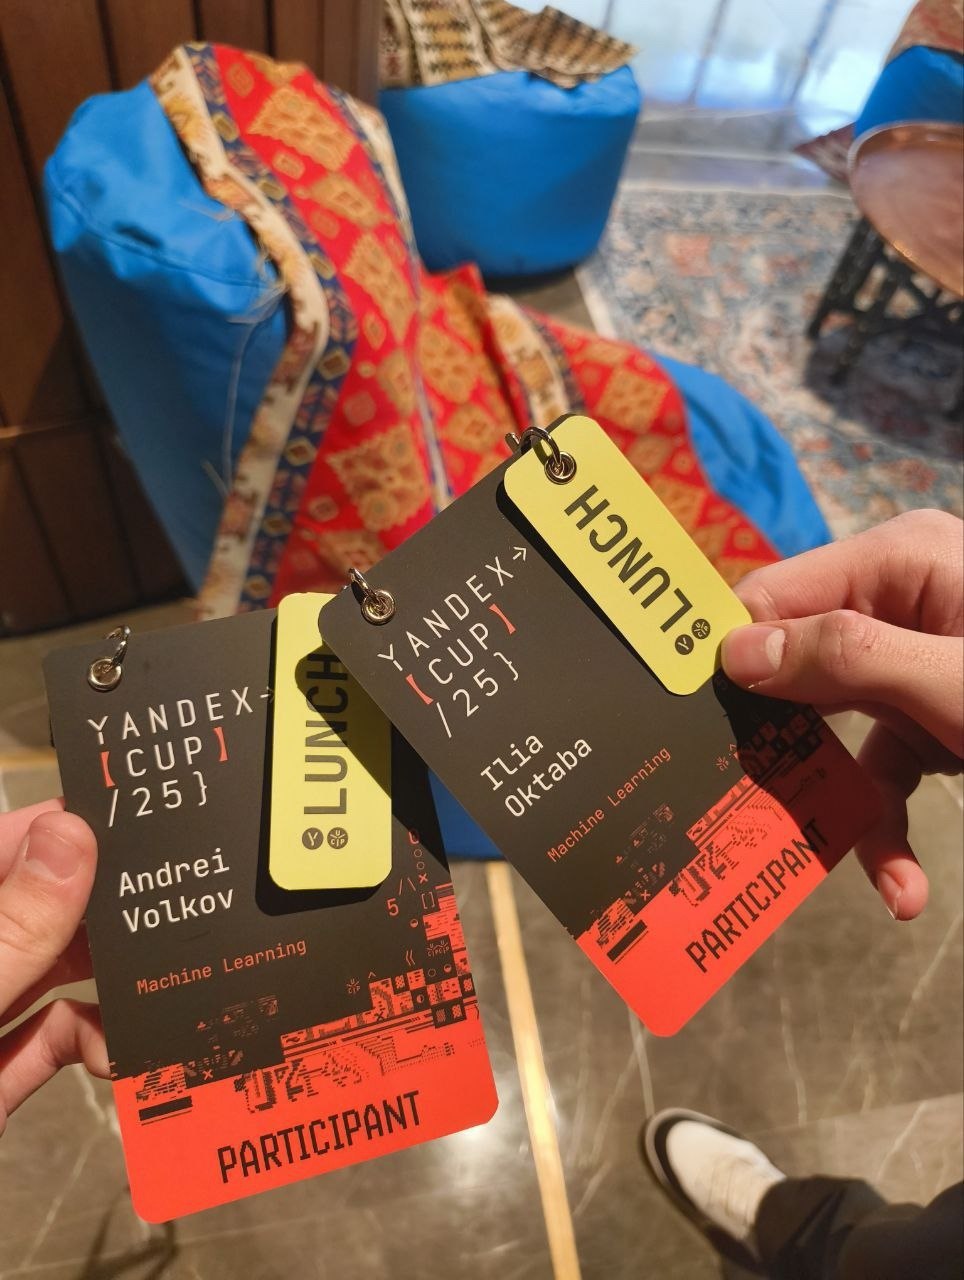 YANDEX→
【CUP】
/25}
LUNCH
Andrei
Volkov
Machine Learning
PARTICIPANT
YANDEX→
【CUP】
/25}
LUNCH
Ilia
Oktaba
Machine Learning
PARTICIPANT